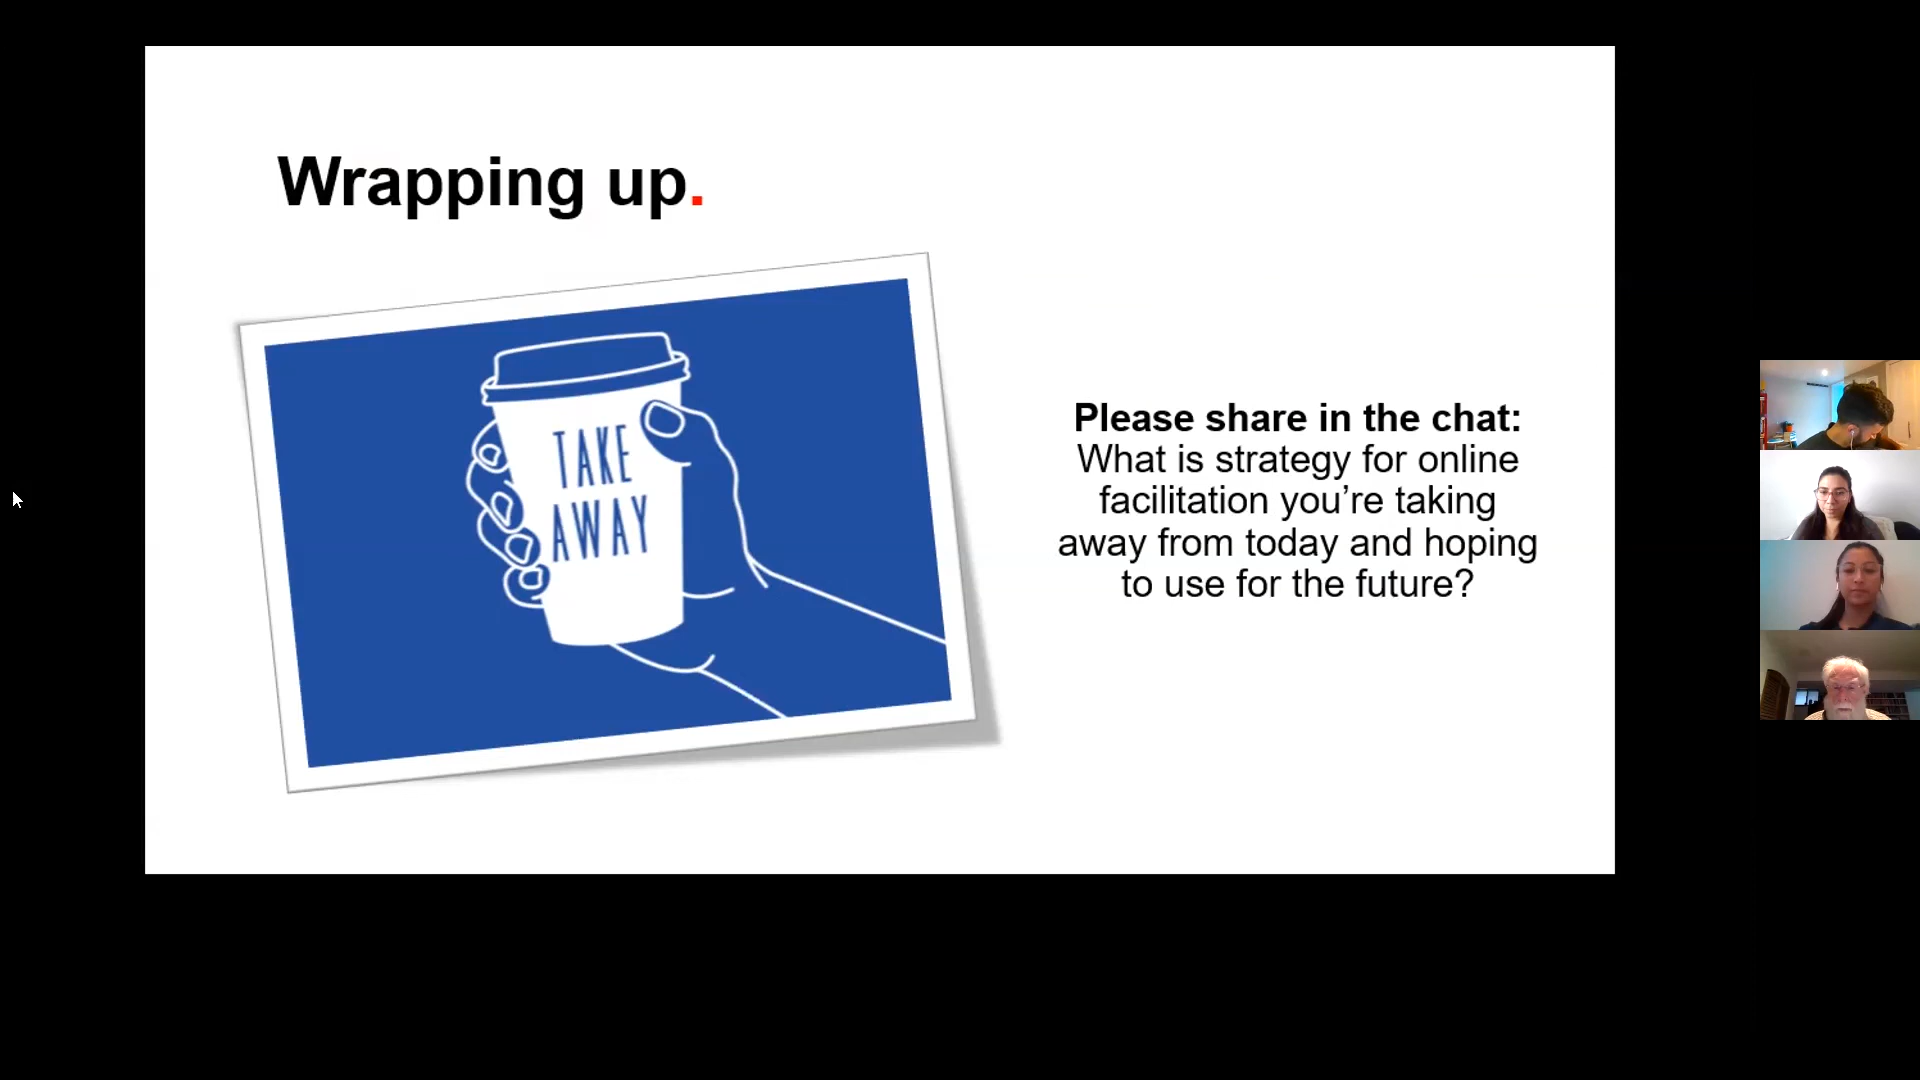 Wrapping up.
TAKE
AWAY
Please share in the chat:
What is strategy for online
facilitation you’re taking
away from today and hoping
to use for the future?